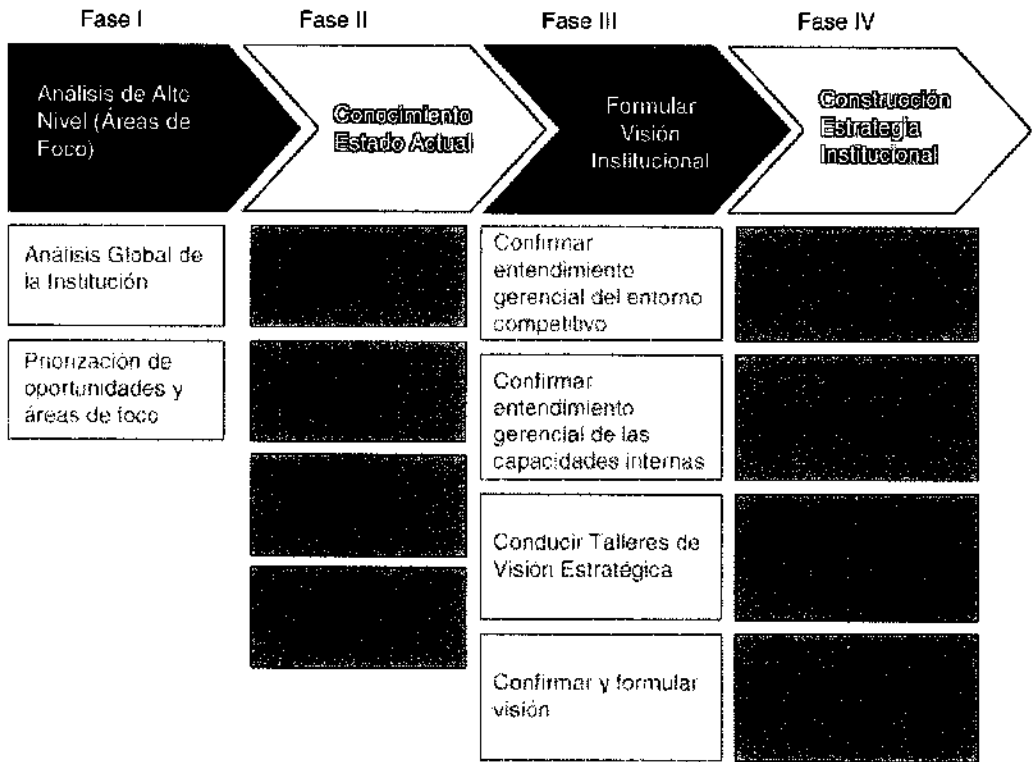 Fase I
Fase II
Fase III
Fase IV
Análisis de Alto
Nivel (Áreas de
Foco)
Conocimiento
Estado Actual
Formular
Visión
Institucional
Construcción
Estrategia
Institucional
Análisis Global de
la Institución
Priorización de
oportunidades y
áreas de foco
Confirmar
entendimiento
gerencial del entorno
competitivo
Confirmar
entendimiento
gerencial de las
capacidades internas
Conducir Talleres de
Visión Estratégica
Confirmar y formular
visión